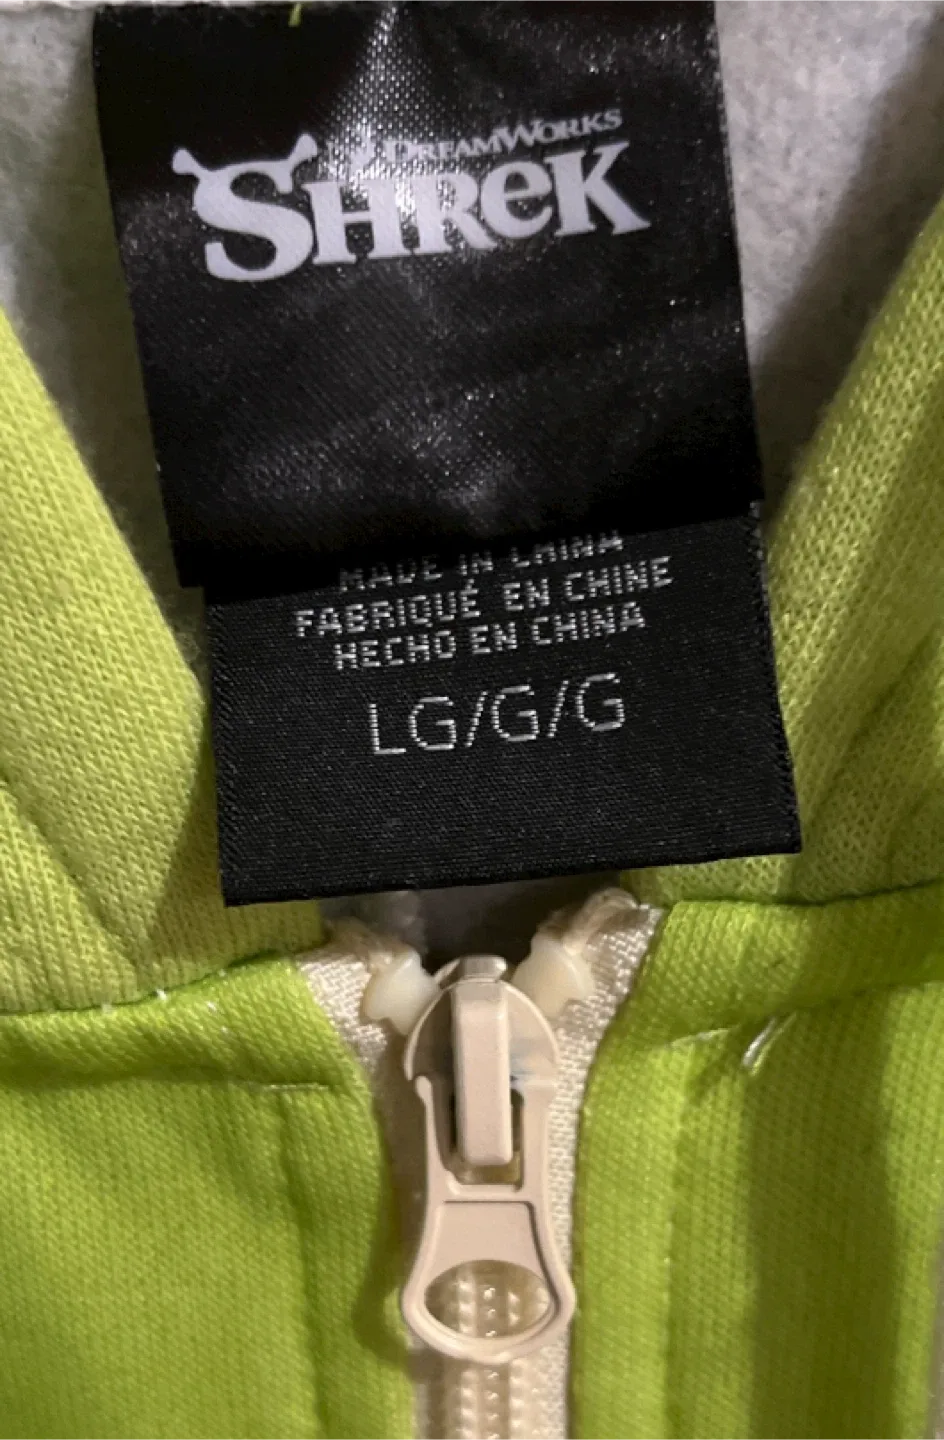 DREAMWORKS
SHREK
MADE IN CHINA
FABRIQUÉ EN CHINE
HECHO EN CHINA
LG/G/G